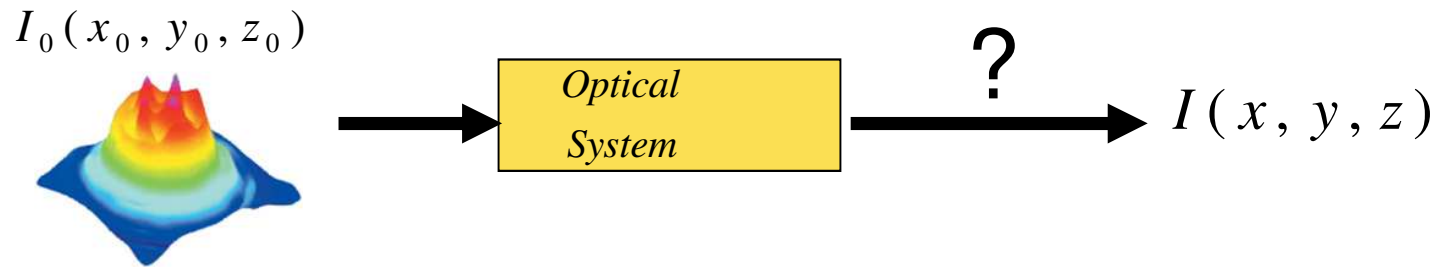 I₀(x₀, y₀, z₀)
Optical
System
?
I(x, y, z)